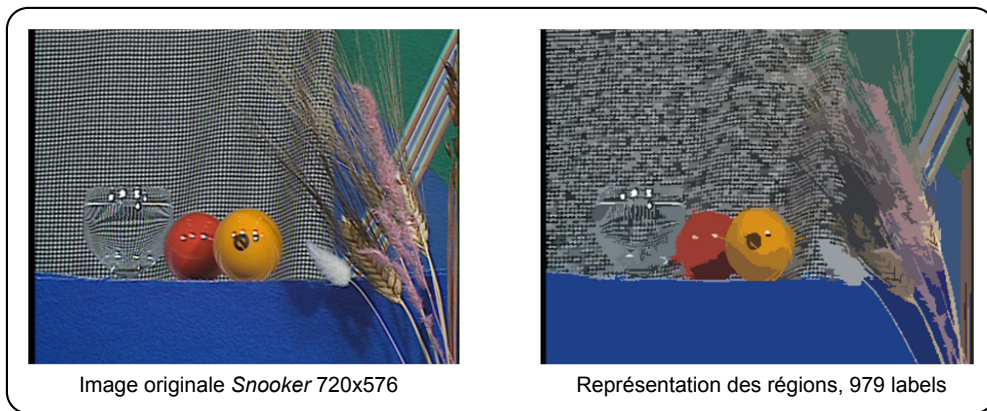 Image originale Snooker 720x576
Représentation des régions, 979 labels